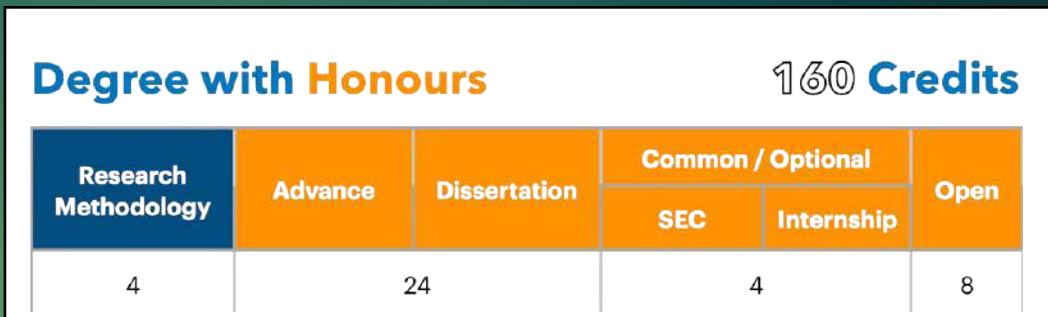 Degree with Honours 160 Credits
Research Methodology Advance Dissertation Common / Optional Open
SEC Internship
4 24 4 8